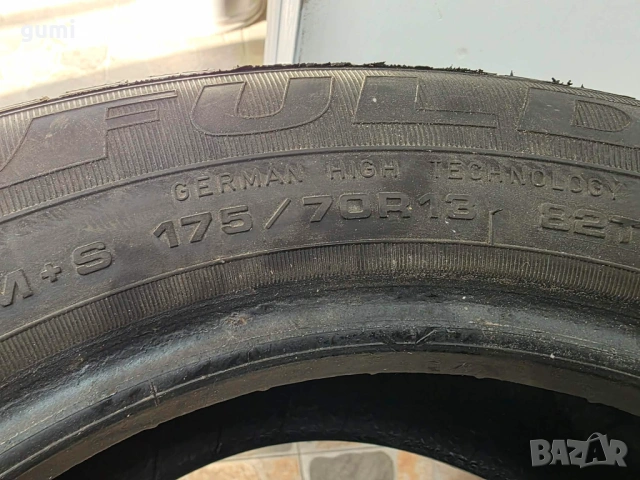 gumi
FULD
GERMAN HIGH TECHNOLOGY
M+S 175/70R13 82T
BAZAR